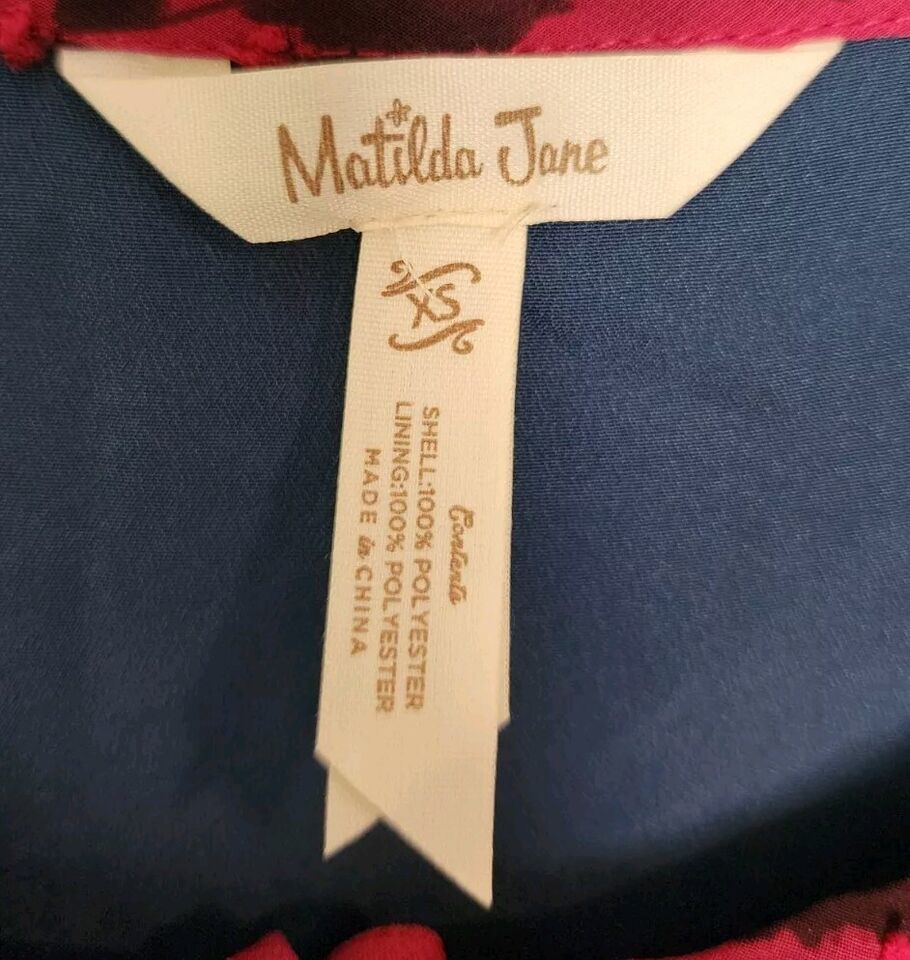 Matilda Jane
XS
Contents
SHELL:100% POLYESTER
LINING:100% POLYESTER
MADE in CHINA